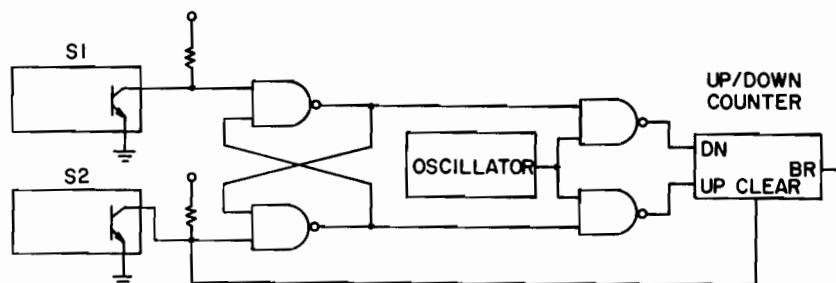 S1
S2
OSCILLATOR
UP/DOWN
COUNTER
DN
BR
UP CLEAR